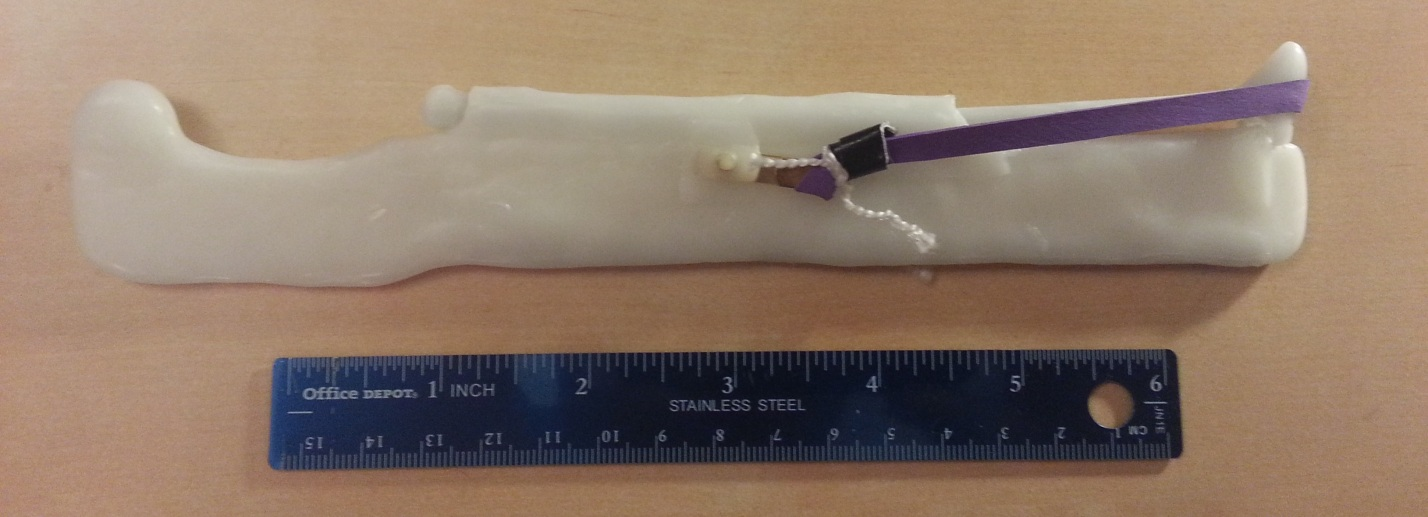 Office DEPOT® 1 INCH 2 3 4 5 6
STAINLESS STEEL
15 14 13 12 11 10 9 8 7 6 5 4 3 2 1 CM